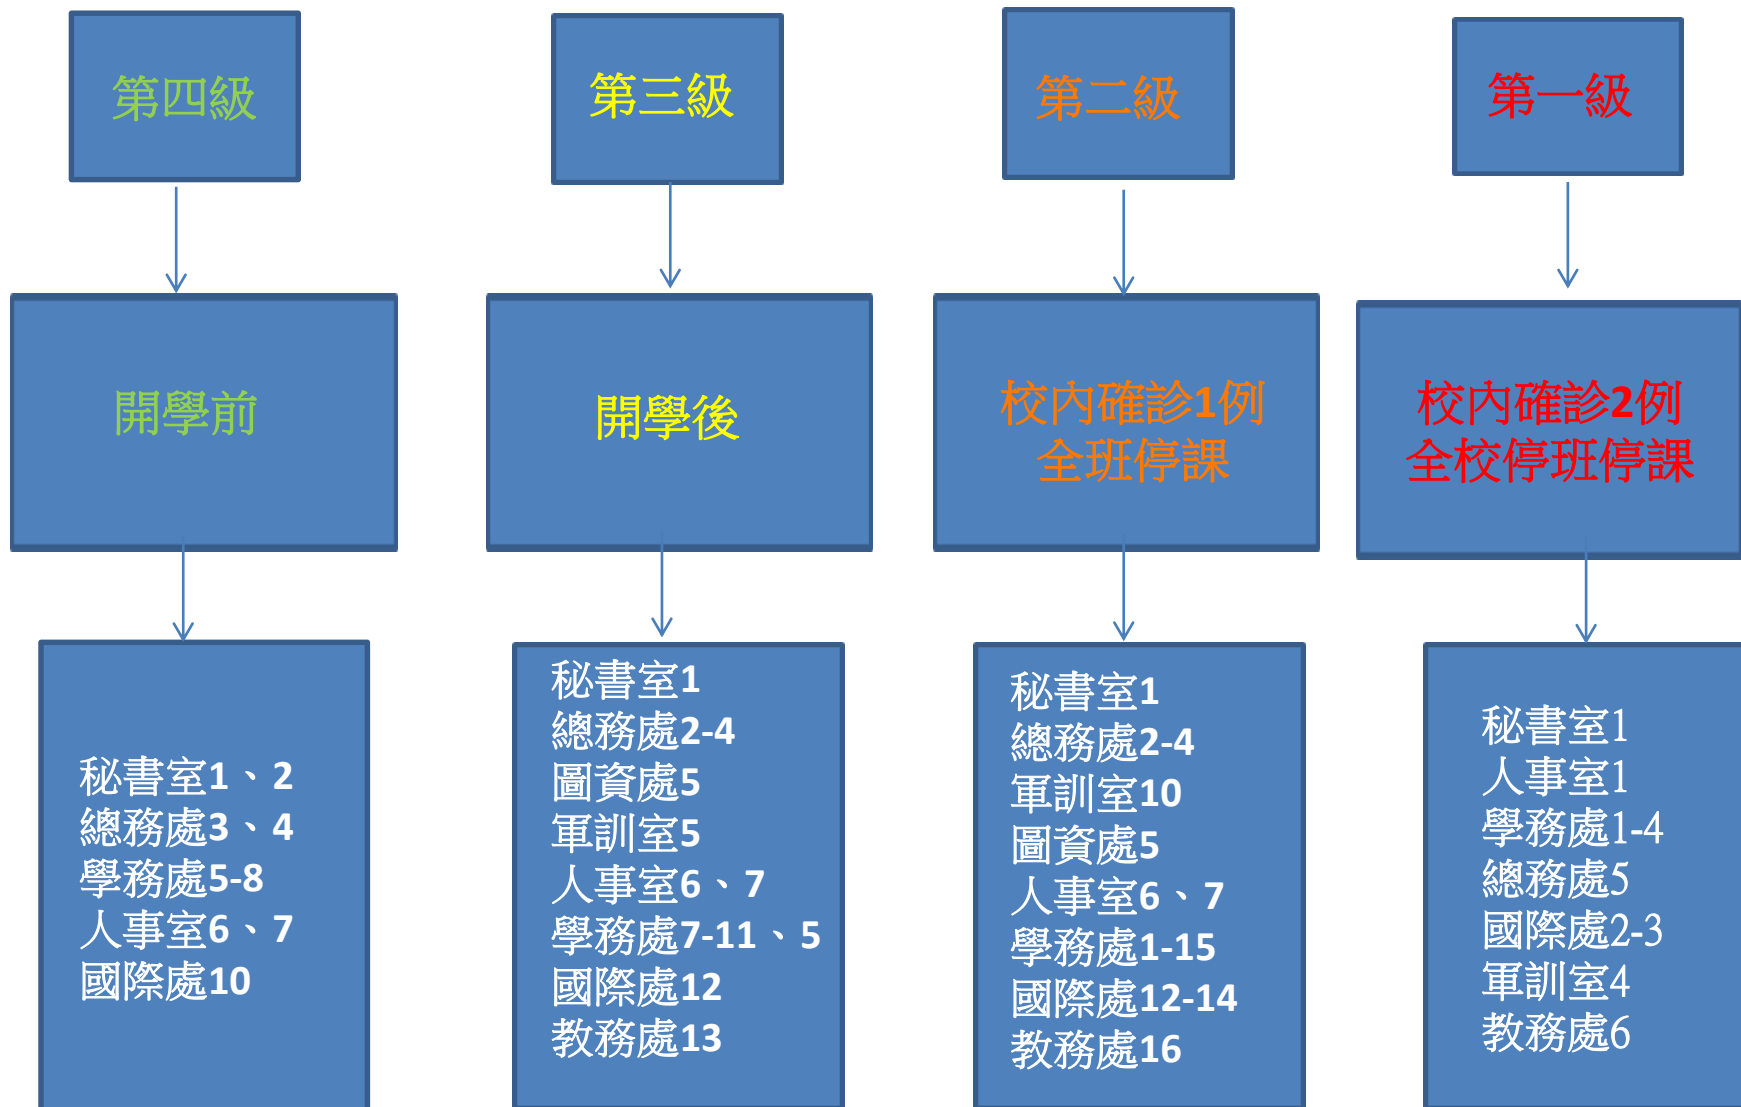 第四級
開學前
秘書室1、2
總務處3、4
學務處5-8
人事室6、7
國際處10
第三級
開學後
秘書室1
總務處2-4
圖資處5
軍訓室5
人事室6、7
學務處7-11、5
國際處12
教務處13
第二級
校內確診1例
全班停課
秘書室1
總務處2-4
軍訓室10
圖資處5
人事室6、7
學務處1-15
國際處12-14
教務處16
第一級
校內確診2例
全校停班停課
秘書室1
人事室1
學務處1-4
總務處5
國際處2-3
軍訓室4
教務處6